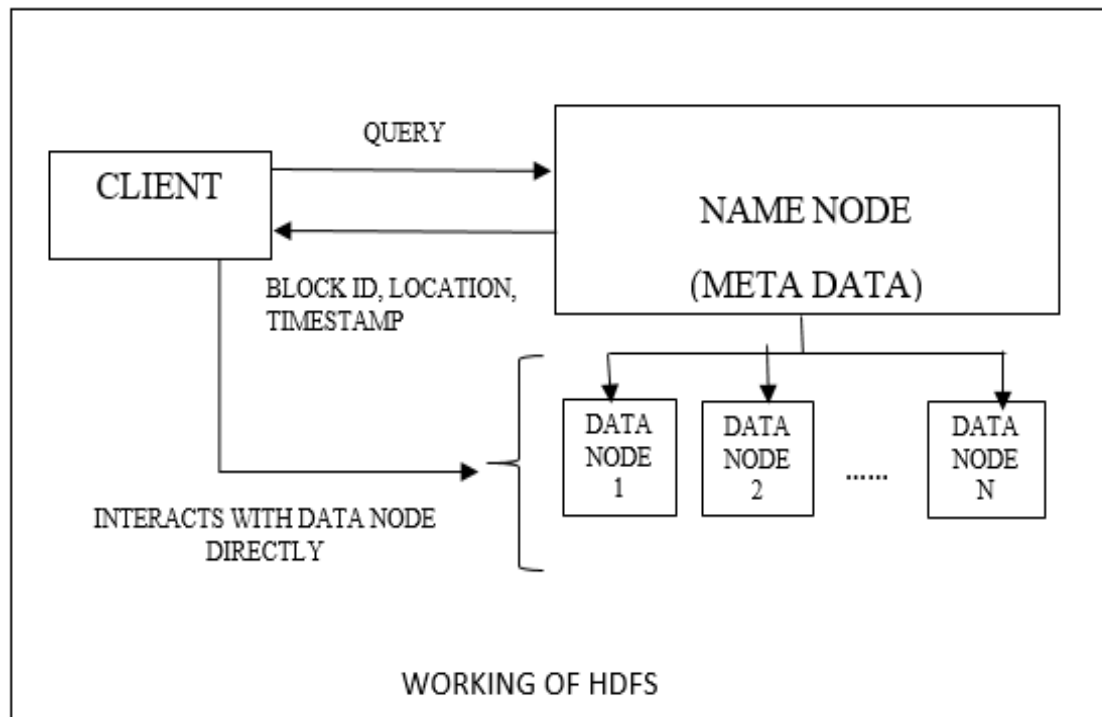 QUERY
CLIENT
NAME NODE
(META DATA)
BLOCK ID, LOCATION,
TIMESTAMP
DATA
NODE
1
DATA
NODE
2
......
DATA
NODE
N
INTERACTS WITH DATA NODE
DIRECTLY
WORKING OF HDFS